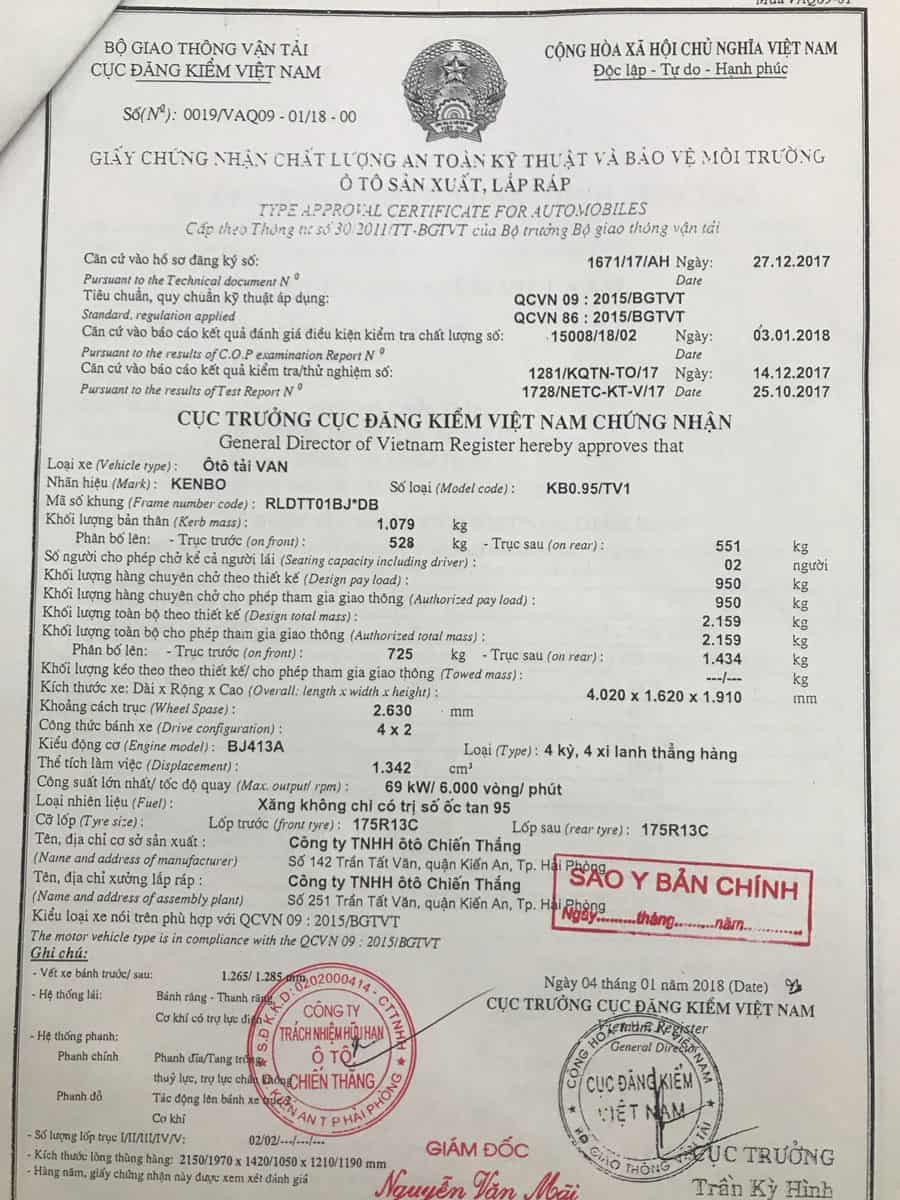 BỘ GIAO THÔNG VẬN TẢI
CỤC ĐĂNG KIỂM VIỆT NAM
CỘNG HÒA XÃ HỘI CHỦ NGHĨA VIỆT NAM
Độc lập - Tự do - Hạnh phúc
Số(Nº): 0019/VAQ09 - 01/18 - 00
GIẤY CHỨNG NHẬN CHẤT LƯỢNG AN TOÀN KỸ THUẬT VÀ BẢO VỆ MÔI TRƯỜNG
Ô TÔ SẢN XUẤT, LẮP RÁP
TYPE APPROVAL CERTIFICATE FOR AUTOMOBILES
Cấp theo Thông tư số 30/2011/TT-BGTVT của Bộ trưởng Bộ giao thông vận tải
Căn cứ vào hồ sơ đăng ký số: 1671/17/AH Ngày: 27.12.2017
Pursuant to the Technical document Nº Date
Tiêu chuẩn, quy chuẩn kỹ thuật áp dụng: QCVN 09 : 2015/BGTVT
Standard, regulation applied QCVN 86 : 2015/BGTVT
Căn cứ vào báo cáo kết quả đánh giá điều kiện kiểm tra chất lượng số: 15008/18/02 Ngày: 03.01.2018
Pursuant to the results of C.O.P examination Report Nº Date
Căn cứ vào báo cáo kết quả kiểm tra/thử nghiệm số: 1281/KQTN-TO/17 Ngày: 14.12.2017
Pursuant to the results of Test Report Nº 1728/NETC-KT-V/17 Date 25.10.2017
CỤC TRƯỞNG CỤC ĐĂNG KIỂM VIỆT NAM CHỨNG NHẬN
General Director of Vietnam Register hereby approves that
Loại xe (Vehicle type) : Ôtô tải VAN
Nhãn hiệu (Mark) : KENBO Số loại (Model code) : KB0.95/TV1
Mã số khung (Frame number code) : RLDTT01BJ*DB
Khối lượng bản thân (Kerb mass) : 1.079 kg
Phân bố lên: - Trục trước (on front) : 528 kg - Trục sau (on rear) : 551 kg
Số người cho phép chở kể cả người lái (Seating capacity including driver) : 02 người
Khối lượng hàng chuyên chở theo thiết kế (Design pay load) : 950 kg
Khối lượng hàng chuyên chở cho phép tham gia giao thông (Authorized pay load) : 950 kg
Khối lượng toàn bộ theo thiết kế (Design total mass) : 2.159 kg
Khối lượng toàn bộ cho phép tham gia giao thông (Authorized total mass) : 2.159 kg
Phân bố lên: - Trục trước (on front) : 725 kg - Trục sau (on rear) : 1.434 kg
Khối lượng kéo theo theo thiết kế/ cho phép tham gia giao thông (Towed mass) : ---/--- kg
Kích thước xe: Dài x Rộng x Cao (Overall: length x width x height) : 4.020 x 1.620 x 1.910 mm
Khoảng cách trục (Wheel Spase) : 2.630 mm
Công thức bánh xe (Drive configuration) : 4 x 2
Kiểu động cơ (Engine model) : BJ413A Loại (Type) : 4 kỳ, 4 xi lanh thẳng hàng
Thể tích làm việc (Displacement) : 1.342 cm³
Công suất lớn nhất/ tốc độ quay (Max. output/ rpm) : 69 kW/ 6.000 vòng/ phút
Loại nhiên liệu (Fuel) : Xăng không chì có trị số ốc tan 95
Cỡ lốp (Tyre size) : Lốp trước (front tyre) : 175R13C Lốp sau (rear tyre) : 175R13C
Tên, địa chỉ cơ sở sản xuất : Công ty TNHH ôtô Chiến Thắng
(Name and address of manufacturer) Số 142 Trần Tất Văn, quận Kiến An, Tp. Hải Phòng
Tên, địa chỉ xưởng lắp ráp : Công ty TNHH ôtô Chiến Thắng
(Name and address of assembly plant) Số 251 Trần Tất Văn, quận Kiến An, Tp. Hải Phòng
SAO Y BẢN CHÍNH
Ngày.........tháng.........năm............
Kiểu loại xe nói trên phù hợp với QCVN 09 : 2015/BGTVT
The motor vehicle type is in compliance with the QCVN 09 : 2015/BGTVT
Ghi chú:
- Vết xe bánh trước/ sau: 1.265/ 1.285 mm
- Hệ thống lái: Bánh răng - Thanh răng
Cơ khí có trợ lực điện
- Hệ thống phanh:
Phanh chính Phanh đĩa/Tang trống
thuỷ lực, trợ lực chân không
Phanh đỗ Tác động lên bánh xe trục 2
Cơ khí
- Số lượng lốp trục I/II/III/IV/V: 02/02/---/---/---
- Kích thước lòng thùng hàng: 2150/1970 x 1420/1050 x 1210/1190 mm
- Hàng năm, giấy chứng nhận này được xem xét đánh giá
S.Đ.K.K.D: 0202000414 - C.TTNHH
CÔNG TY
TRÁCH NHIỆM HỮU HẠN
Ô TÔ
CHIẾN THẮNG
Q. KIẾN AN T.P HẢI PHÒNG
GIÁM ĐỐC
Nguyễn Văn Mãi
Ngày 04 tháng 01 năm 2018 (Date)
CỤC TRƯỞNG CỤC ĐĂNG KIỂM VIỆT NAM
Vietnam Register
General Director
CỤC ĐĂNG KIỂM
VIỆT NAM
BỘ GIAO THÔNG VẬN TẢI
CỤC TRƯỞNG
Trần Kỳ Hình